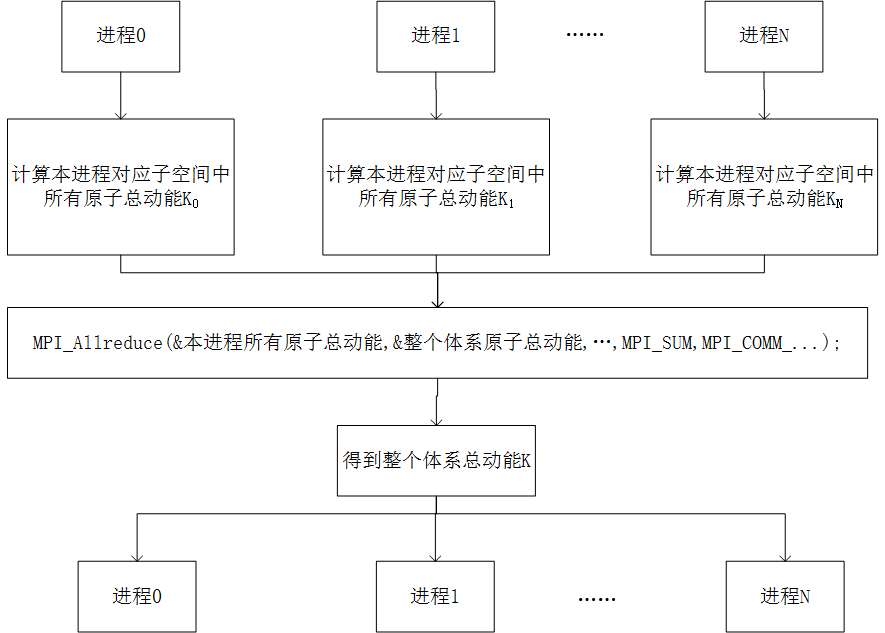 进程0
进程1
……
进程N
计算本进程对应子空间中
所有原子总动能K₀
计算本进程对应子空间中
所有原子总动能K₁
计算本进程对应子空间中
所有原子总动能K_N
MPI_Allreduce(&本进程所有原子总动能,&整个体系原子总动能,…,MPI_SUM,MPI_COMM_...);
得到整个体系总动能K
进程0
进程1
……
进程N